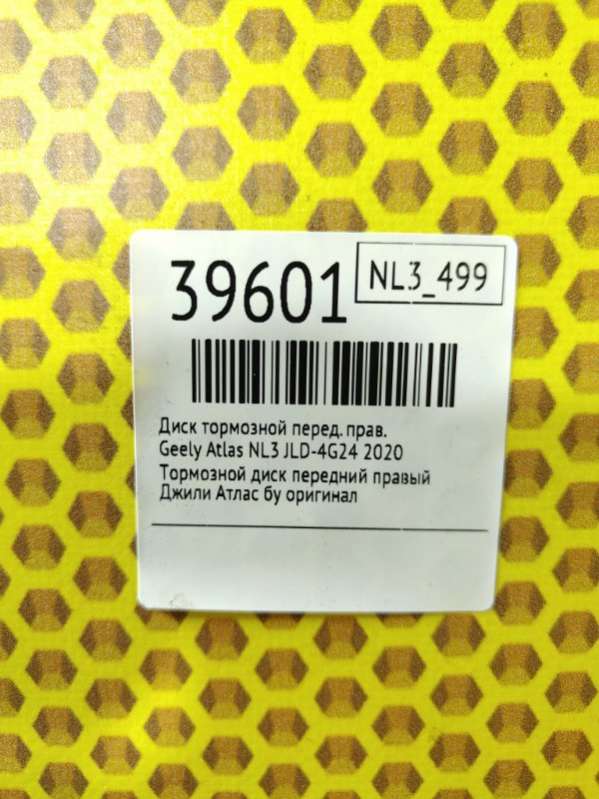 39601
NL3_499
Диск тормозной перед. прав.
Geely Atlas NL3 JLD-4G24 2020
Тормозной диск передний правый
Джили Атлас бу оригинал